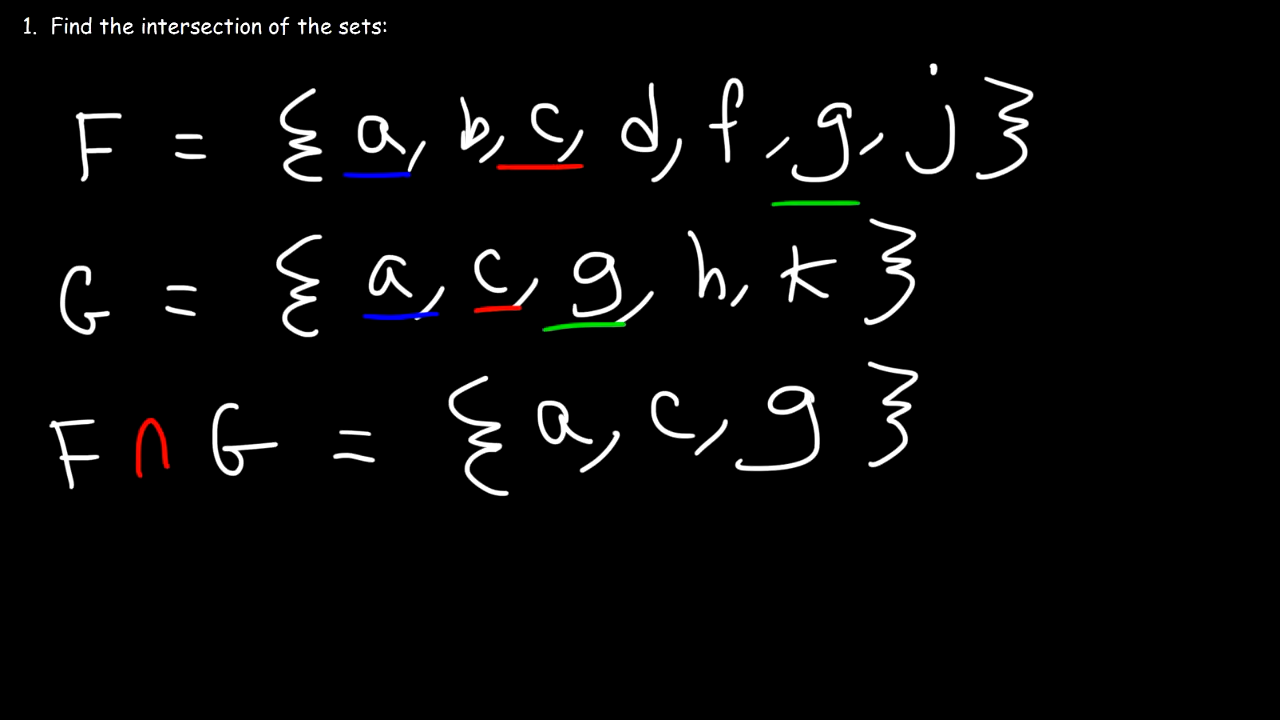 1. Find the intersection of the sets:
F = {a, b, c, d, f, g, j}
G = {a, c, g, h, k}
F ∩ G = {a, c, g}